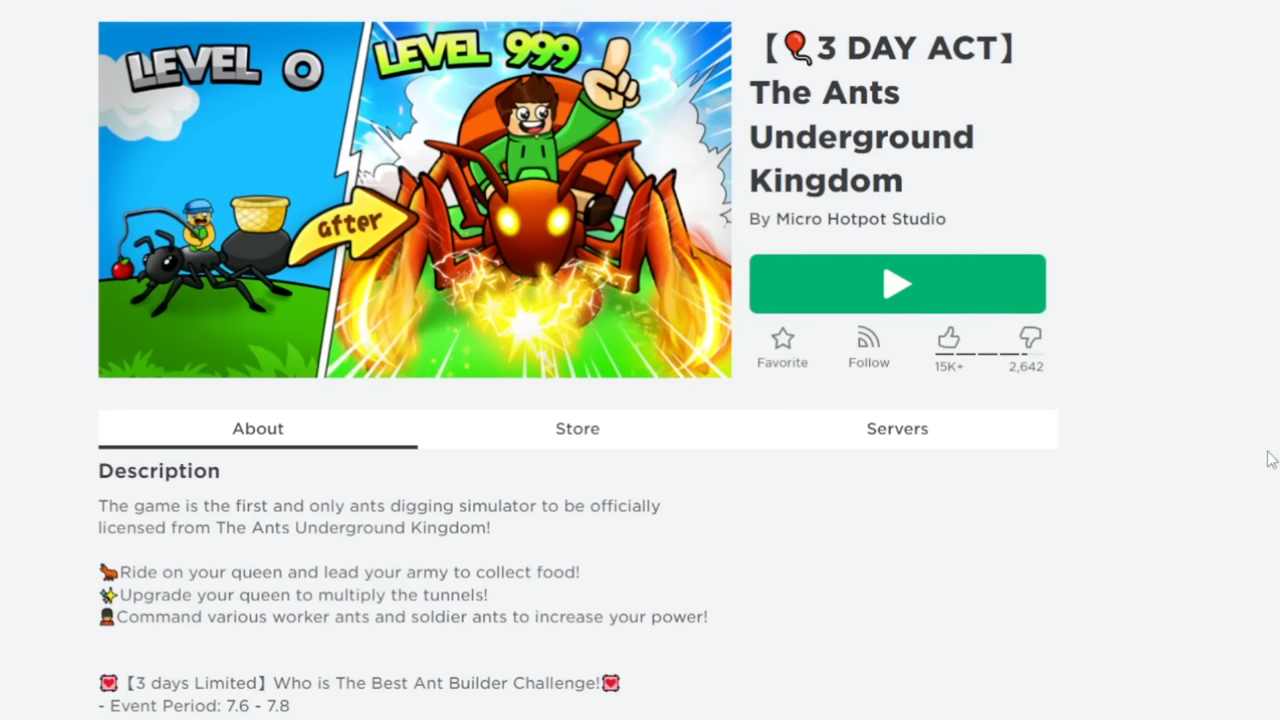 LEVEL 0
LEVEL 999
after
【🎈3 DAY ACT】
The Ants
Underground
Kingdom
By Micro Hotpot Studio
Favorite
Follow
15K+
2,642
About
Store
Servers
Description
The game is the first and only ants digging simulator to be officially
licensed from The Ants Underground Kingdom!
🐜Ride on your queen and lead your army to collect food!
✨Upgrade your queen to multiply the tunnels!
💂Command various worker ants and soldier ants to increase your power!
💟【3 days Limited】Who is The Best Ant Builder Challenge!💟
- Event Period: 7.6 - 7.8